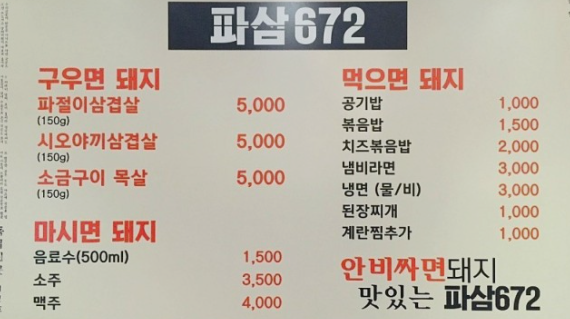 파삼672
구우면 돼지
파절이삼겹살 5,000
(150g)
시오야끼삼겹살 5,000
(150g)
소금구이 목살 5,000
(150g)
마시면 돼지
음료수(500ml) 1,500
소주 3,500
맥주 4,000
먹으면 돼지
공기밥 1,000
볶음밥 1,500
치즈볶음밥 2,000
냄비라면 3,000
냉면 (물/비) 3,000
된장찌개 1,000
계란찜추가 1,000
안비싸면돼지
맛있는 파삼672